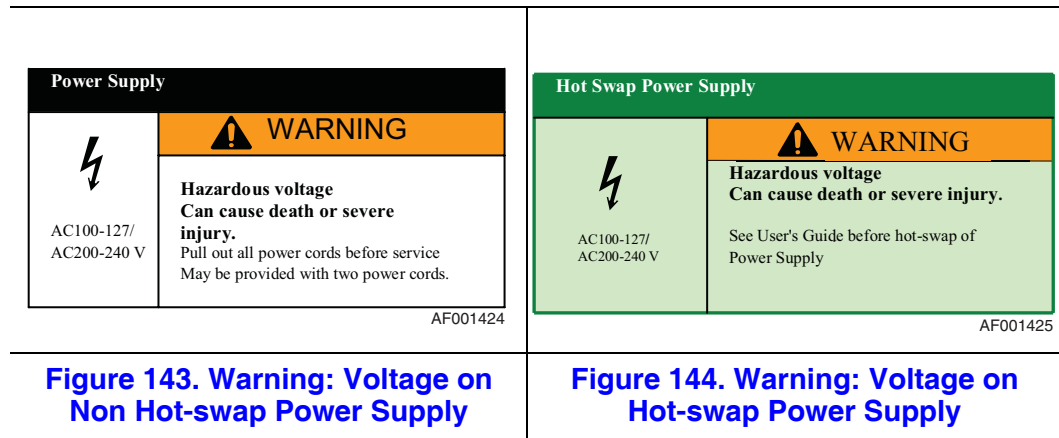 Power Supply
WARNING
AC100-127/
AC200-240 V
Hazardous voltage
Can cause death or severe
injury.
Pull out all power cords before service
May be provided with two power cords.
AF001424
Figure 143. Warning: Voltage on
Non Hot-swap Power Supply
Hot Swap Power Supply
WARNING
AC100-127/
AC200-240 V
Hazardous voltage
Can cause death or severe injury.
See User's Guide before hot-swap of
Power Supply
AF001425
Figure 144. Warning: Voltage on
Hot-swap Power Supply